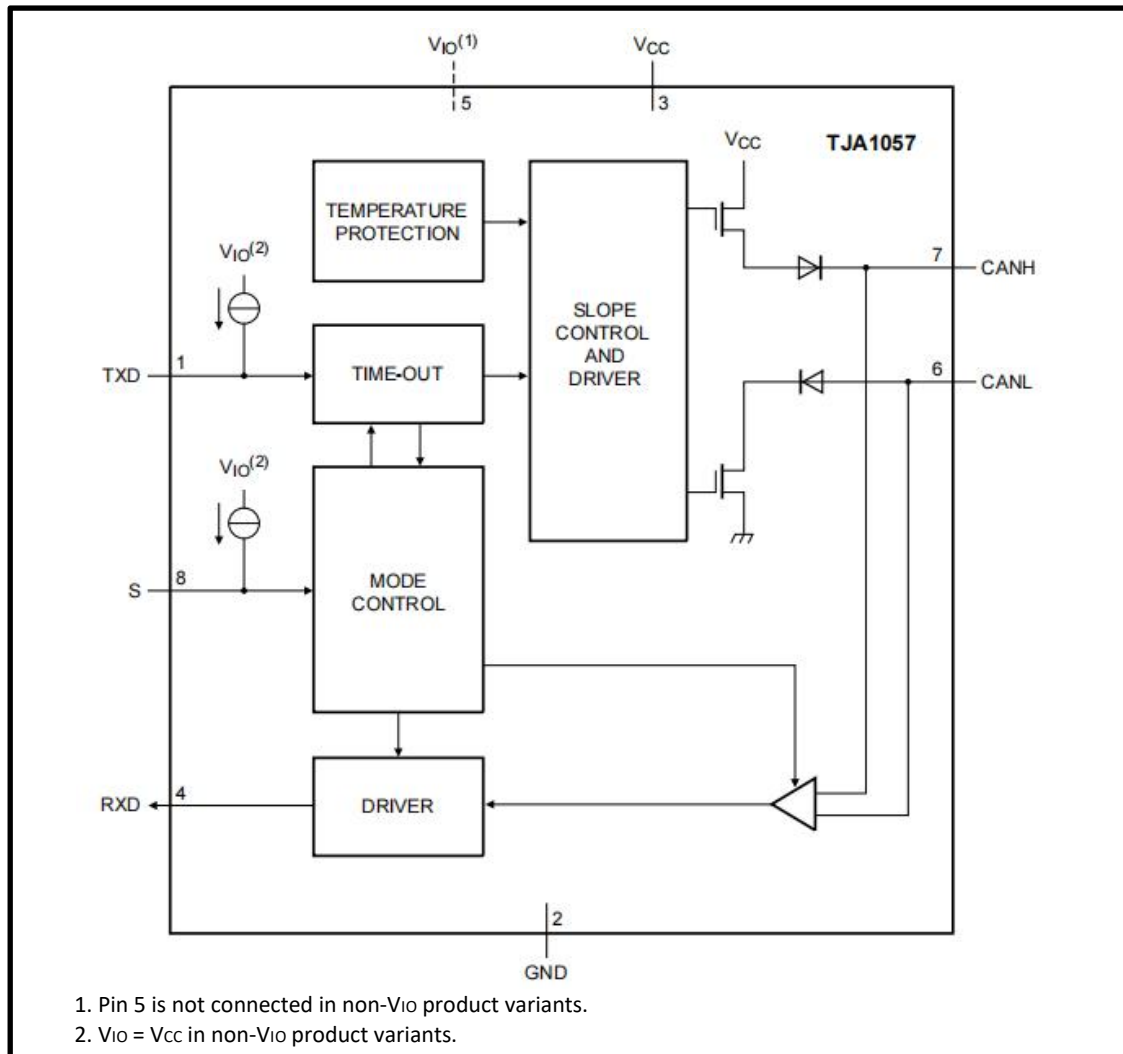 VIO(1)
VCC
5
3
TJA1057
VCC
TEMPERATURE
PROTECTION
VIO(2)
7
CANH
SLOPE
CONTROL
AND
DRIVER
TXD
1
TIME-OUT
6
CANL
VIO(2)
S
8
MODE
CONTROL
RXD
4
DRIVER
2
GND
1. Pin 5 is not connected in non-VIO product variants.
2. VIO = VCC in non-VIO product variants.